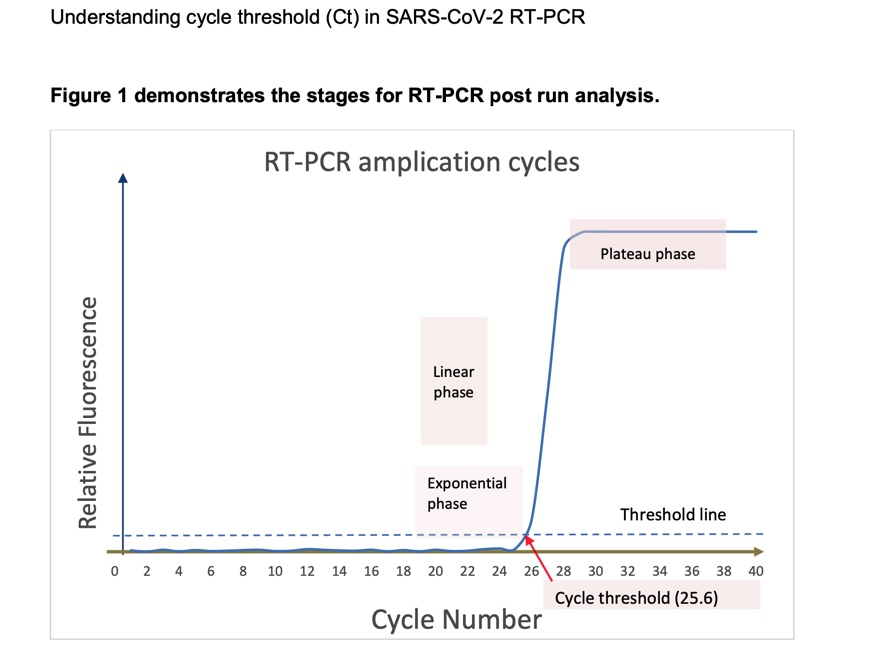 Understanding cycle threshold (Ct) in SARS-CoV-2 RT-PCR
Figure 1 demonstrates the stages for RT-PCR post run analysis.
RT-PCR amplication cycles
Relative Fluorescence
Plateau phase
Linear
phase
Exponential
phase
Threshold line
0 2 4 6 8 10 12 14 16 18 20 22 24 26 28 30 32 34 36 38 40
Cycle threshold (25.6)
Cycle Number